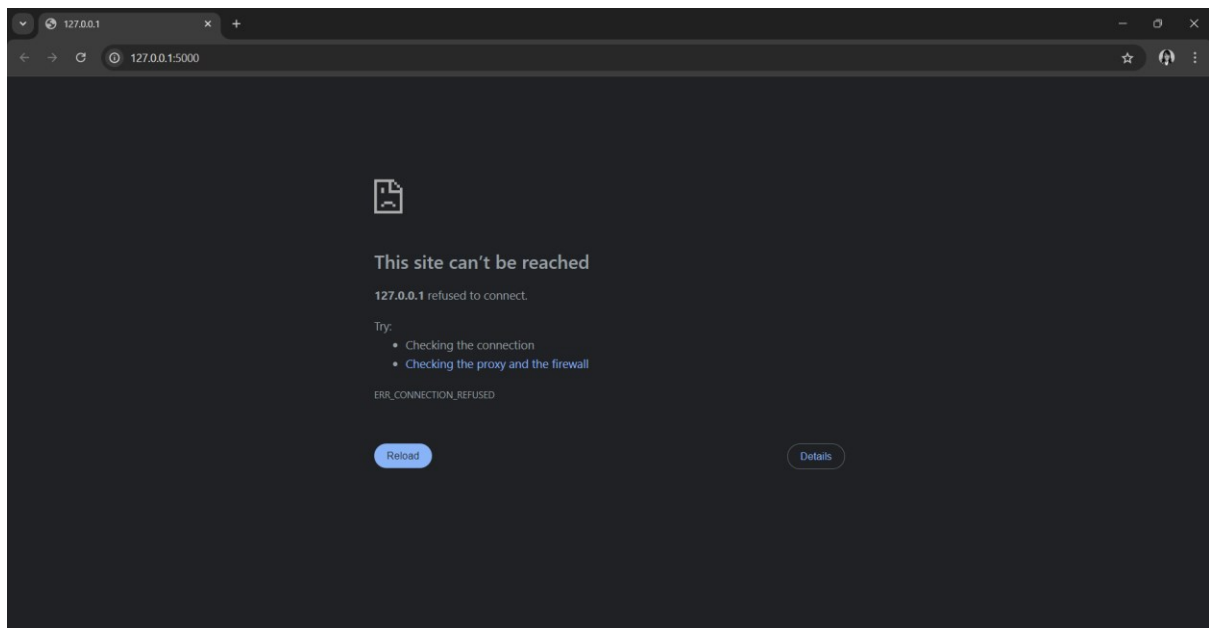 127.0.0.1
127.0.0.1:5000
This site can't be reached
127.0.0.1 refused to connect.
Try:
• Checking the connection
• Checking the proxy and the firewall
ERR_CONNECTION_REFUSED
Reload
Details